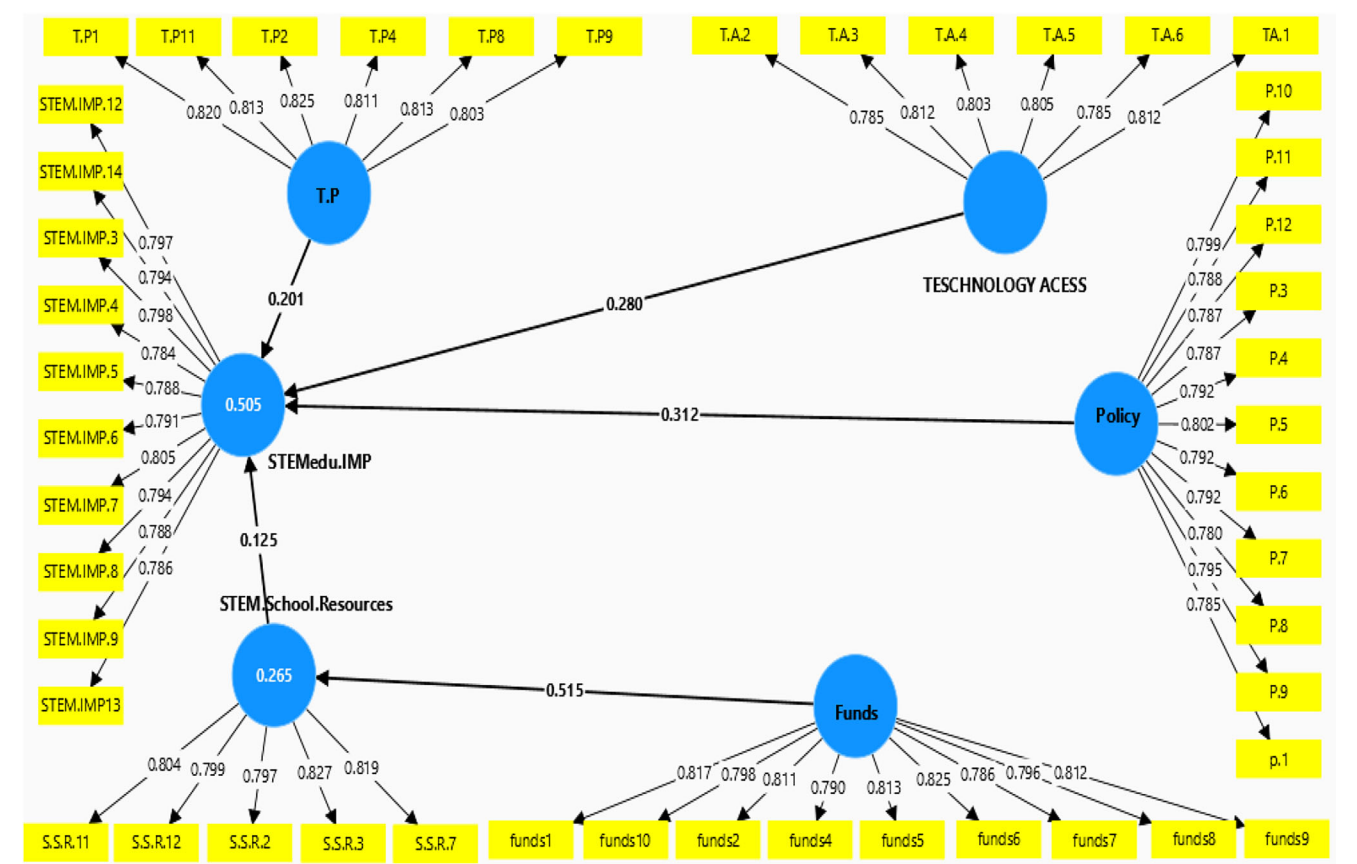 T.P1
T.P11
T.P2
T.P4
T.P8
T.P9
T.A.2
T.A.3
T.A.4
T.A.5
T.A.6
TA.1
0.820
0.813
0.825
0.811
0.813
0.803
0.785
0.812
0.803
0.805
0.785
0.812
T.P
TESCHNOLOGY ACESS
STEM.IMP.12
STEM.IMP.14
STEM.IMP.3
STEM.IMP.4
STEM.IMP.5
STEM.IMP.6
STEM.IMP.7
STEM.IMP.8
STEM.IMP.9
STEM.IMP13
0.797
0.794
0.798
0.784
0.788
0.791
0.805
0.794
0.788
0.786
0.201
0.280
0.312
0.125
0.505
STEMedu.IMP
Policy
0.799
0.788
0.787
0.787
0.792
0.802
0.792
0.792
0.780
0.795
0.785
P.10
P.11
P.12
P.3
P.4
P.5
P.6
P.7
P.8
P.9
p.1
STEM.School.Resources
0.265
0.515
Funds
0.804
0.799
0.797
0.827
0.819
0.817
0.798
0.811
0.790
0.813
0.825
0.786
0.796
0.812
S.S.R.11
S.S.R.12
S.S.R.2
S.S.R.3
S.S.R.7
funds1
funds10
funds2
funds4
funds5
funds6
funds7
funds8
funds9